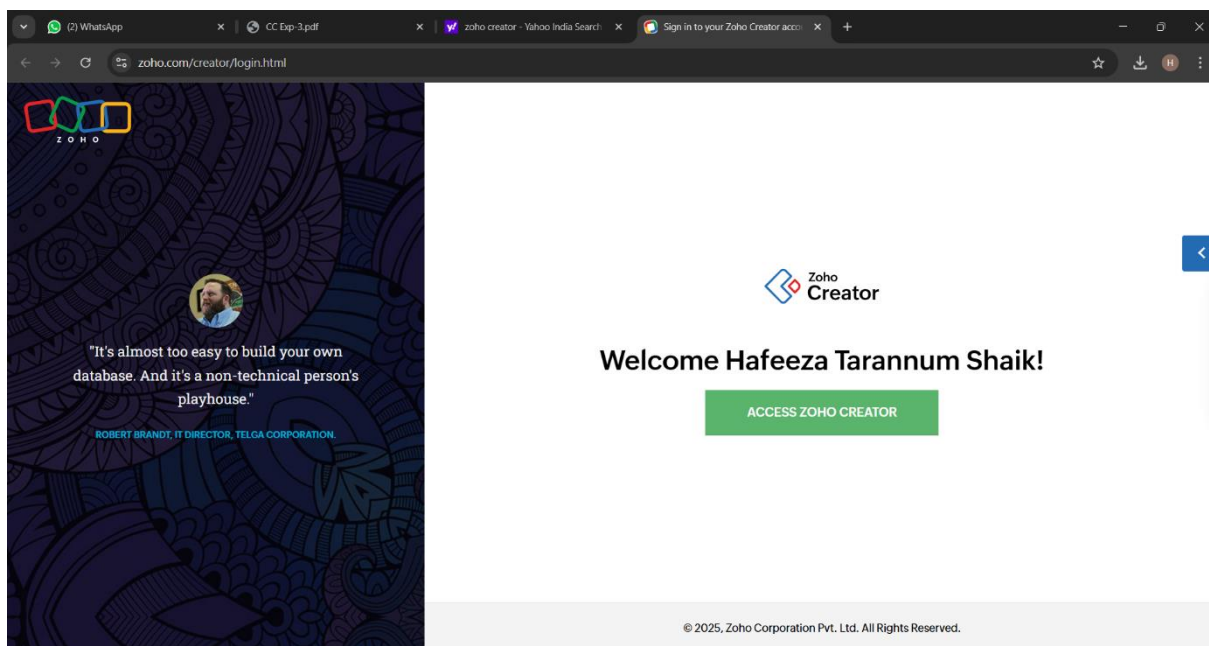 (2) WhatsApp
CC Exp-3.pdf
zoho creator - Yahoo India Search
Sign in to your Zoho Creator acco
zoho.com/creator/login.html
H
ZOHO
"It's almost too easy to build your own
database. And it's a non-technical person's
playhouse."
ROBERT BRANDT, IT DIRECTOR, TELGA CORPORATION.
Zoho
Creator
Welcome Hafeeza Tarannum Shaik!
ACCESS ZOHO CREATOR
© 2025, Zoho Corporation Pvt. Ltd. All Rights Reserved.